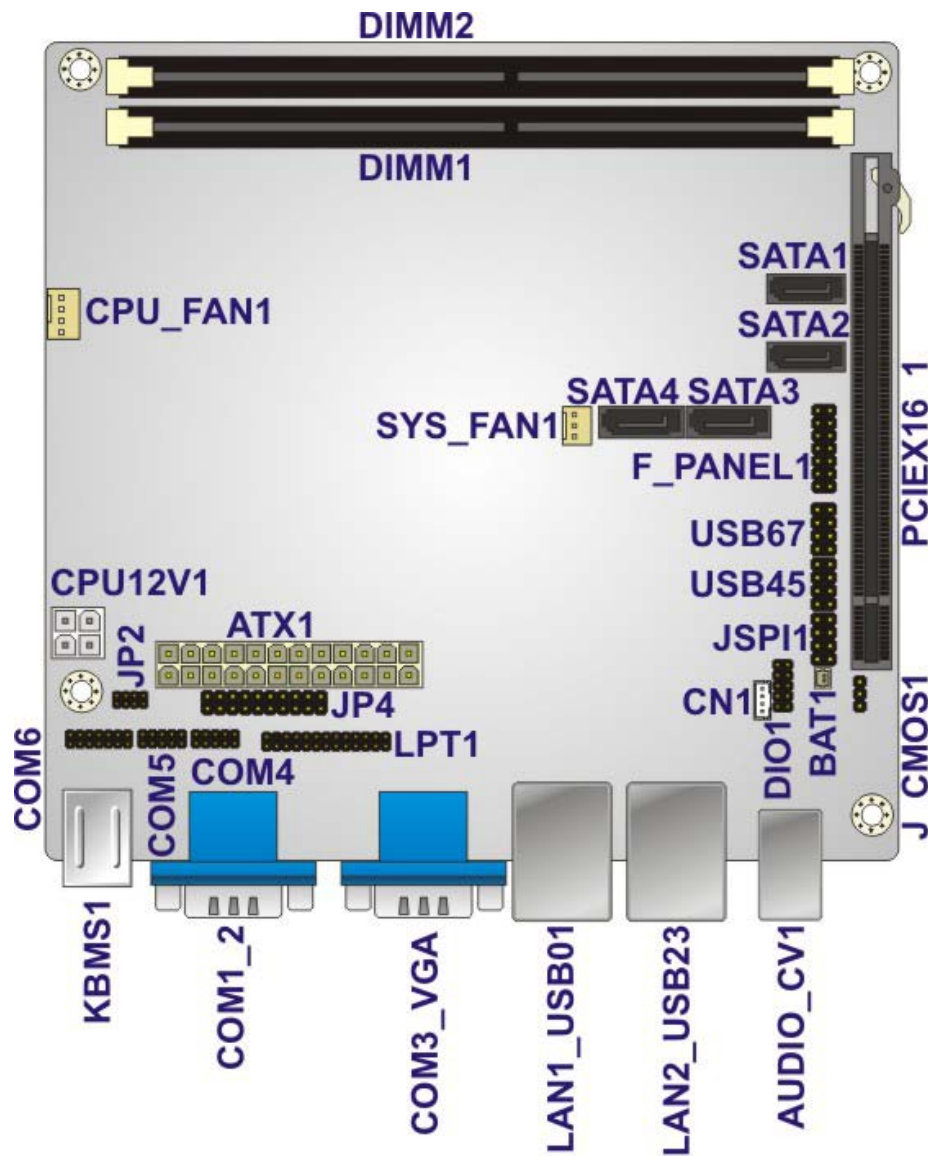 DIMM2
DIMM1
SATA1
CPU_FAN1
SATA2
SATA4
SATA3
SYS_FAN1
PCIEX16_1
F_PANEL1
USB67
USB45
CPU12V1
ATX1
JP2
JSPI1
CN1
JP4
DIO1
BAT1
J_CMOS1
COM6
COM5
COM4
LPT1
KBMS1
COM1_2
COM3_VGA
LAN1_USB01
LAN2_USB23
AUDIO_CV1